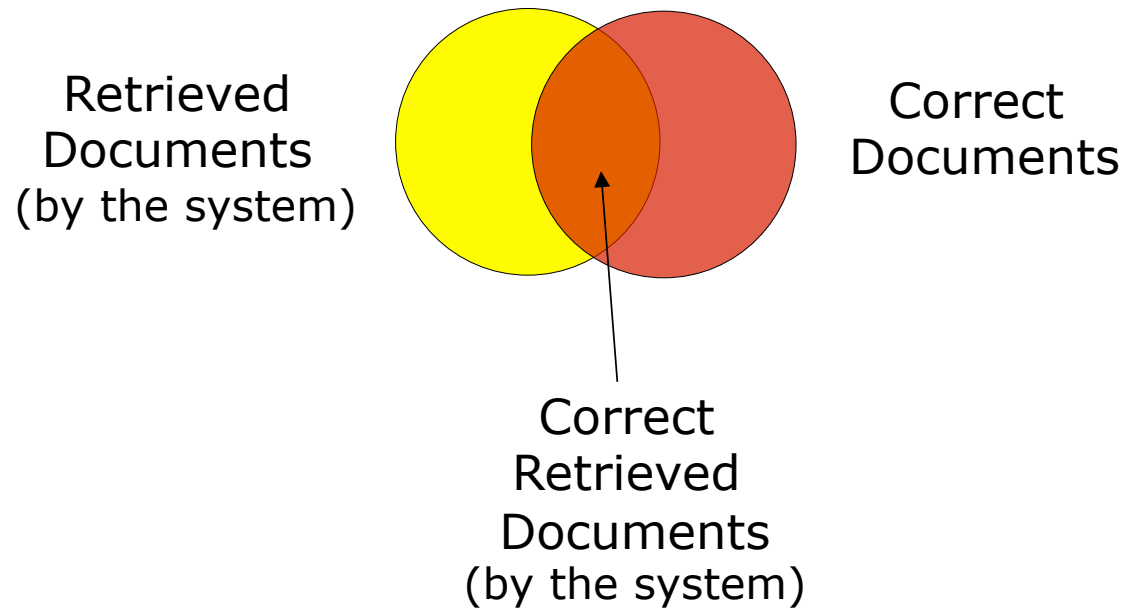 Retrieved
Documents
(by the system)
Correct
Documents
Correct
Retrieved
Documents
(by the system)